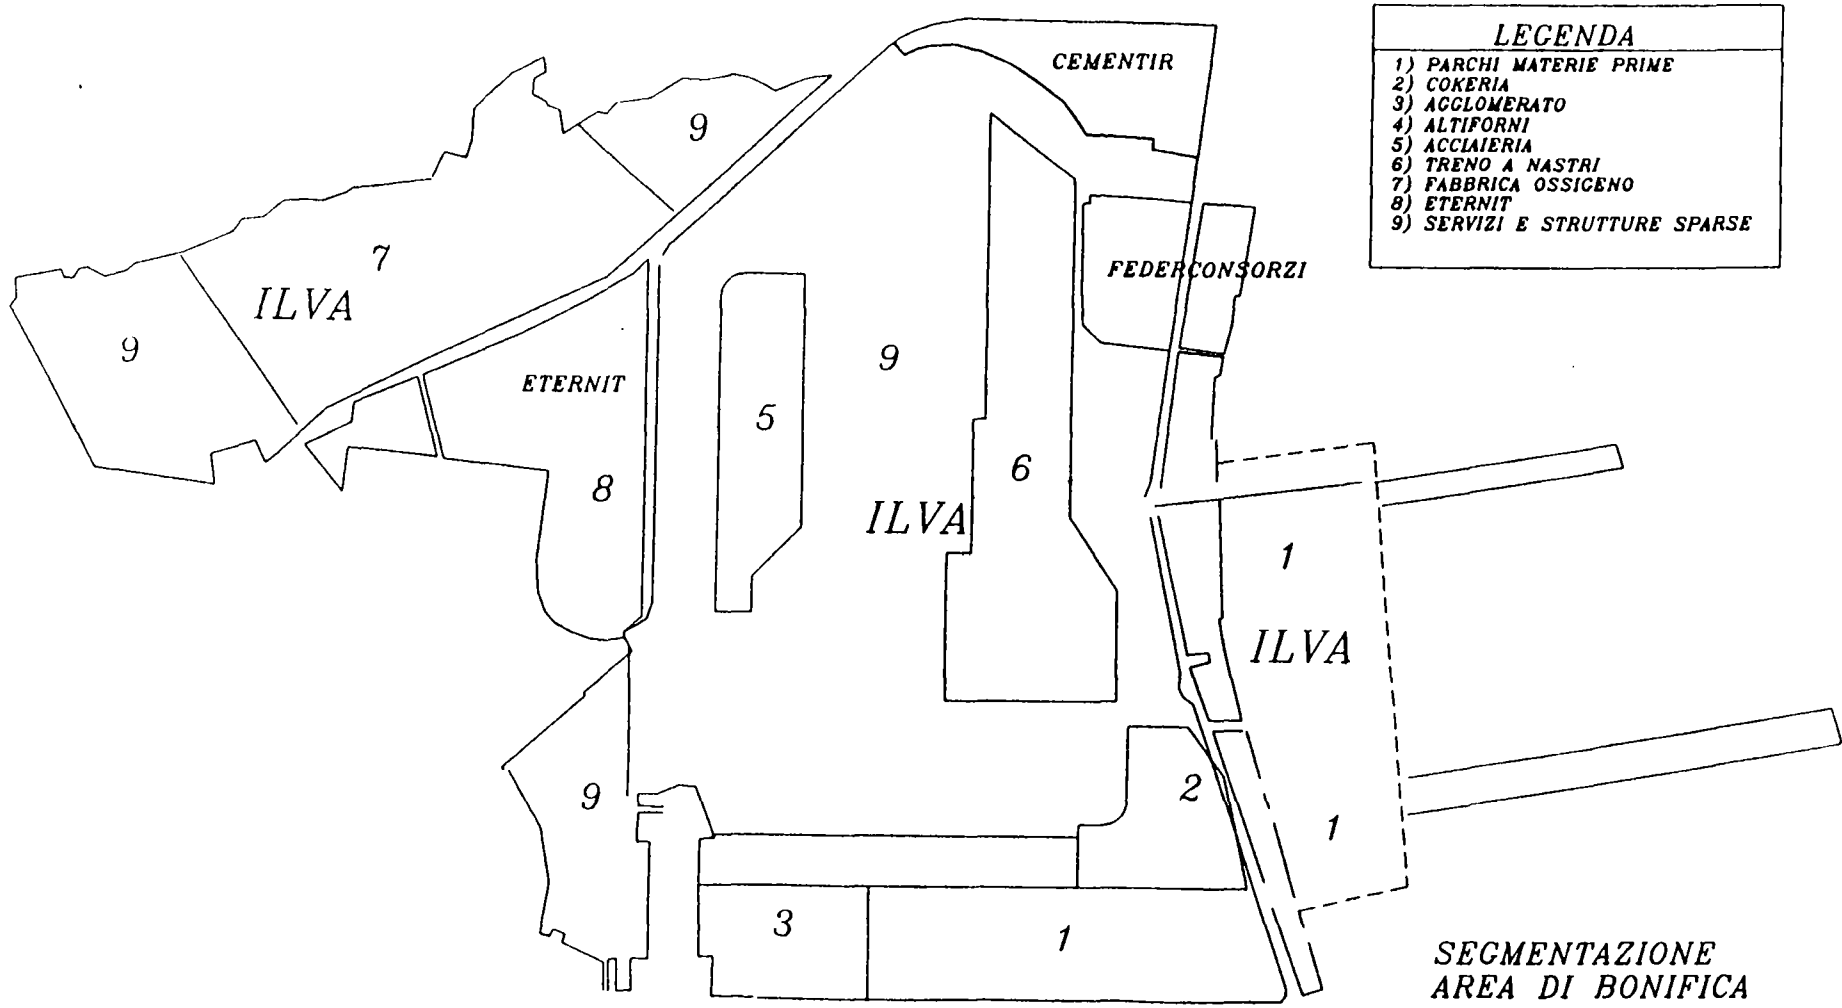 LEGENDA
1) PARCHI MATERIE PRIME
2) COKERIA
3) AGGLOMERATO
4) ALTIFORNI
5) ACCIAIERIA
6) TRENO A NASTRI
7) FABBRICA OSSIGENO
8) ETERNIT
9) SERVIZI E STRUTTURE SPARSE
CEMENTIR
9
7
ILVA
9
FEDERCONSORZI
ETERNIT
8
5
9
6
ILVA
1
ILVA
1
2
9
3
1
SEGMENTAZIONE
AREA DI BONIFICA